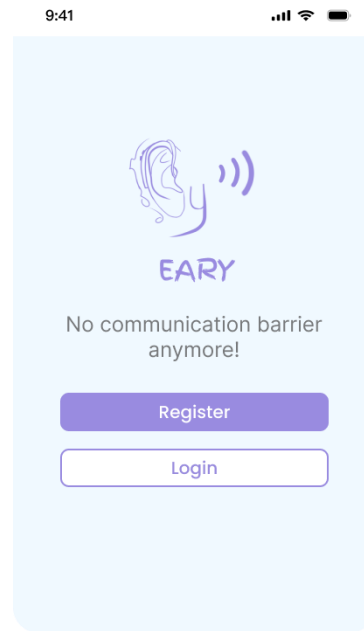 9:41
y
EARY
No communication barrier
anymore!
Register
Login